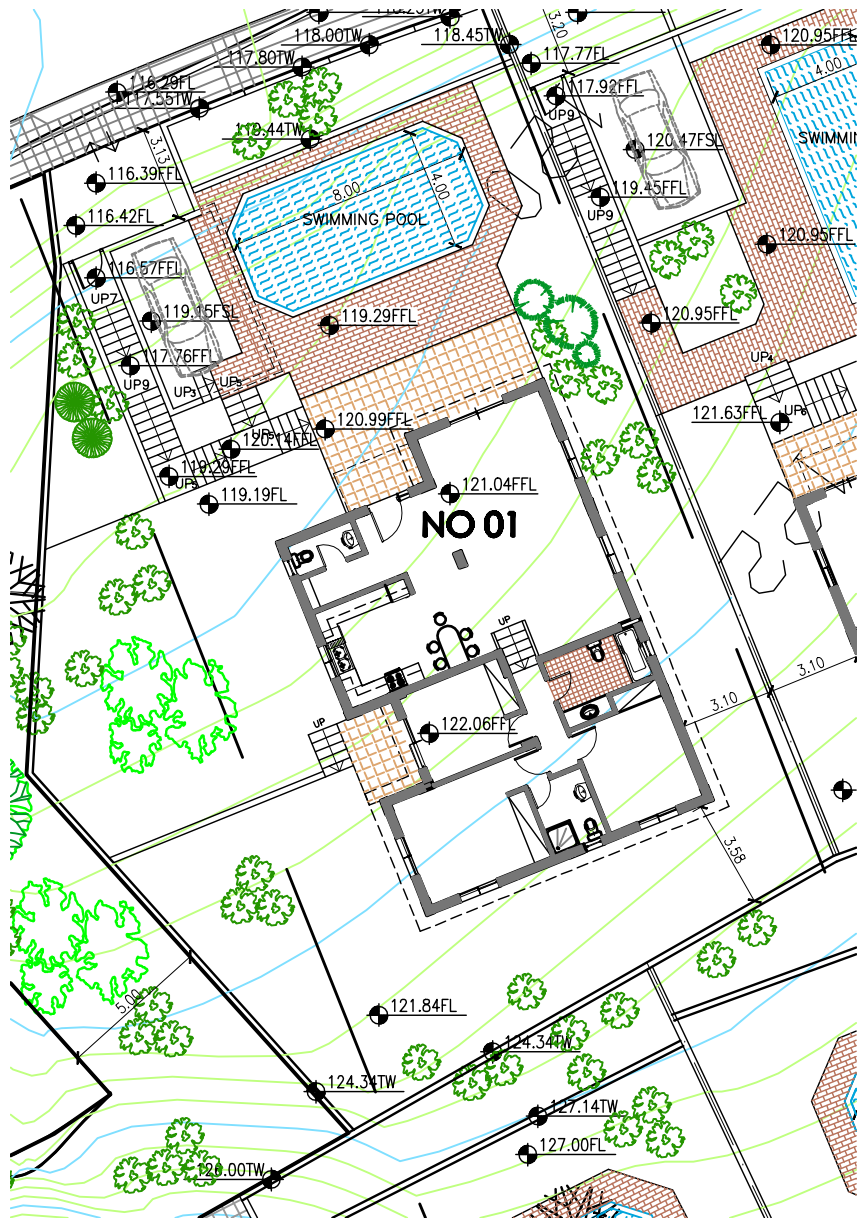 118.00TW
118.45TW
3.20
120.95FFL
117.80TW
117.77FL
4.00
116.29FL
117.92FFL
117.55TW
UP9
119.44TW
120.47FSL
SWIMMIN
3.13
116.39FFL
8.00
4.00
119.45FFL
UP9
116.42FL
SWIMMING POOL
120.95FFL
116.57FFL
UP7
119.15FSL
119.29FFL
120.95FFL
117.76FFL
UP9
UP3
UP5
UP4
121.63FFL
UP6
120.99FFL
UP5
120.14FFL
119.29FFL
119.19FL
121.04FFL
NO 01
UP
3.10
3.10
UP
122.06FFL
3.58
5.00
121.84FL
124.34TW
124.34TW
127.14TW
127.00FL
126.00TW